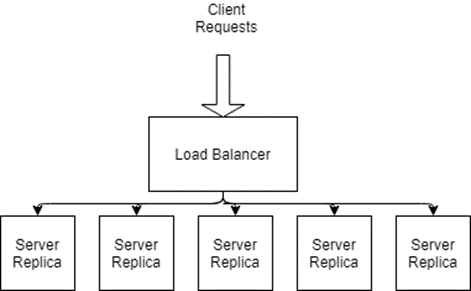 Client
Requests
Load Balancer
Server
Replica
Server
Replica
Server
Replica
Server
Replica
Server
Replica